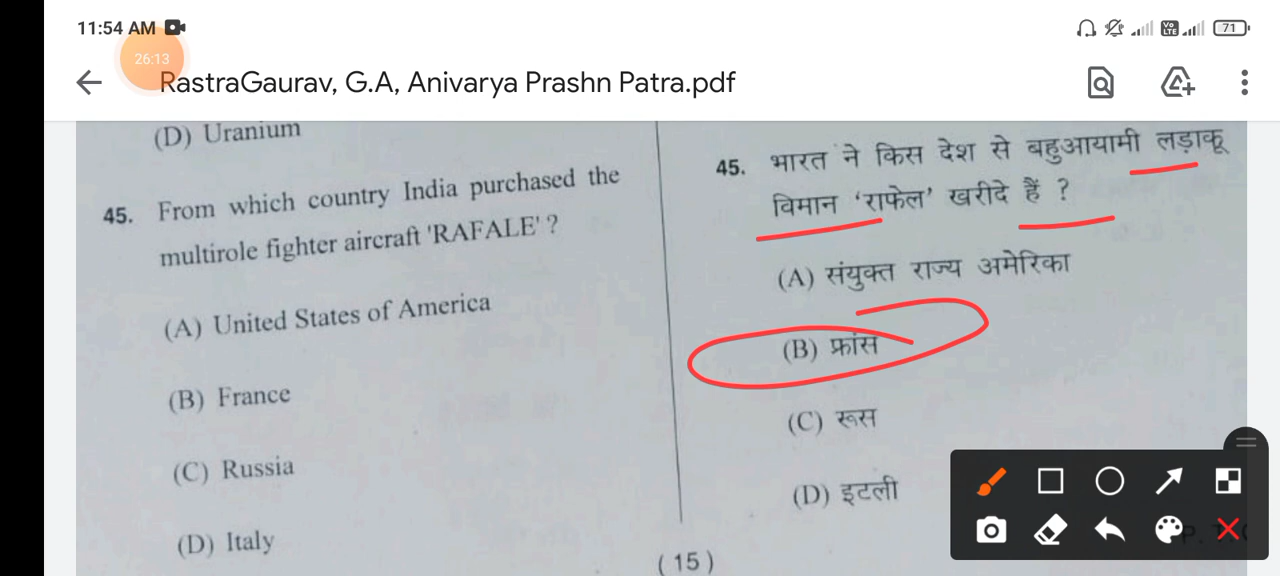 11:54 AM
Vo LTE
71
26:13
RastraGaurav, G.A, Anivarya Prashn Patra.pdf
(D) Uranium
45. From which country India purchased the
multirole fighter aircraft 'RAFALE' ?
(A) United States of America
(B) France
(C) Russia
(D) Italy
45. भारत ने किस देश से बहुआयामी लड़ाकू
विमान ‘राफेल’ खरीदे हैं ?
(A) संयुक्त राज्य अमेरिका
(B) फ्रांस
(C) रूस
(D) इटली
(15)